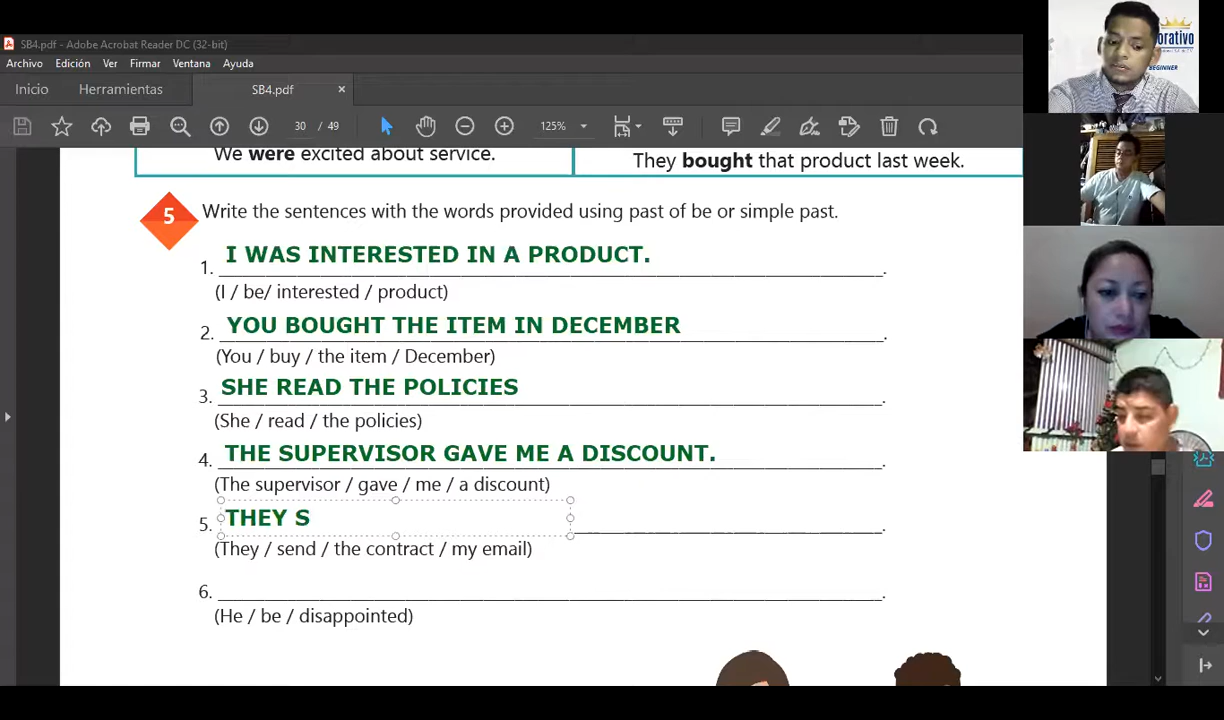 SB4.pdf - Adobe Acrobat Reader DC (32-bit)
Archivo Edición Ver Firmar Ventana Ayuda
Inicio Herramientas SB4.pdf ×
30 / 49 125%
We were excited about service.
They bought that product last week.
5 Write the sentences with the words provided using past of be or simple past.
1. I WAS INTERESTED IN A PRODUCT.
(I / be/ interested / product)
2. YOU BOUGHT THE ITEM IN DECEMBER
(You / buy / the item / December)
3. SHE READ THE POLICIES
(She / read / the policies)
4. THE SUPERVISOR GAVE ME A DISCOUNT.
(The supervisor / gave / me / a discount)
5. THEY S
(They / send / the contract / my email)
6.
(He / be / disappointed)
orativo
BEGINNER